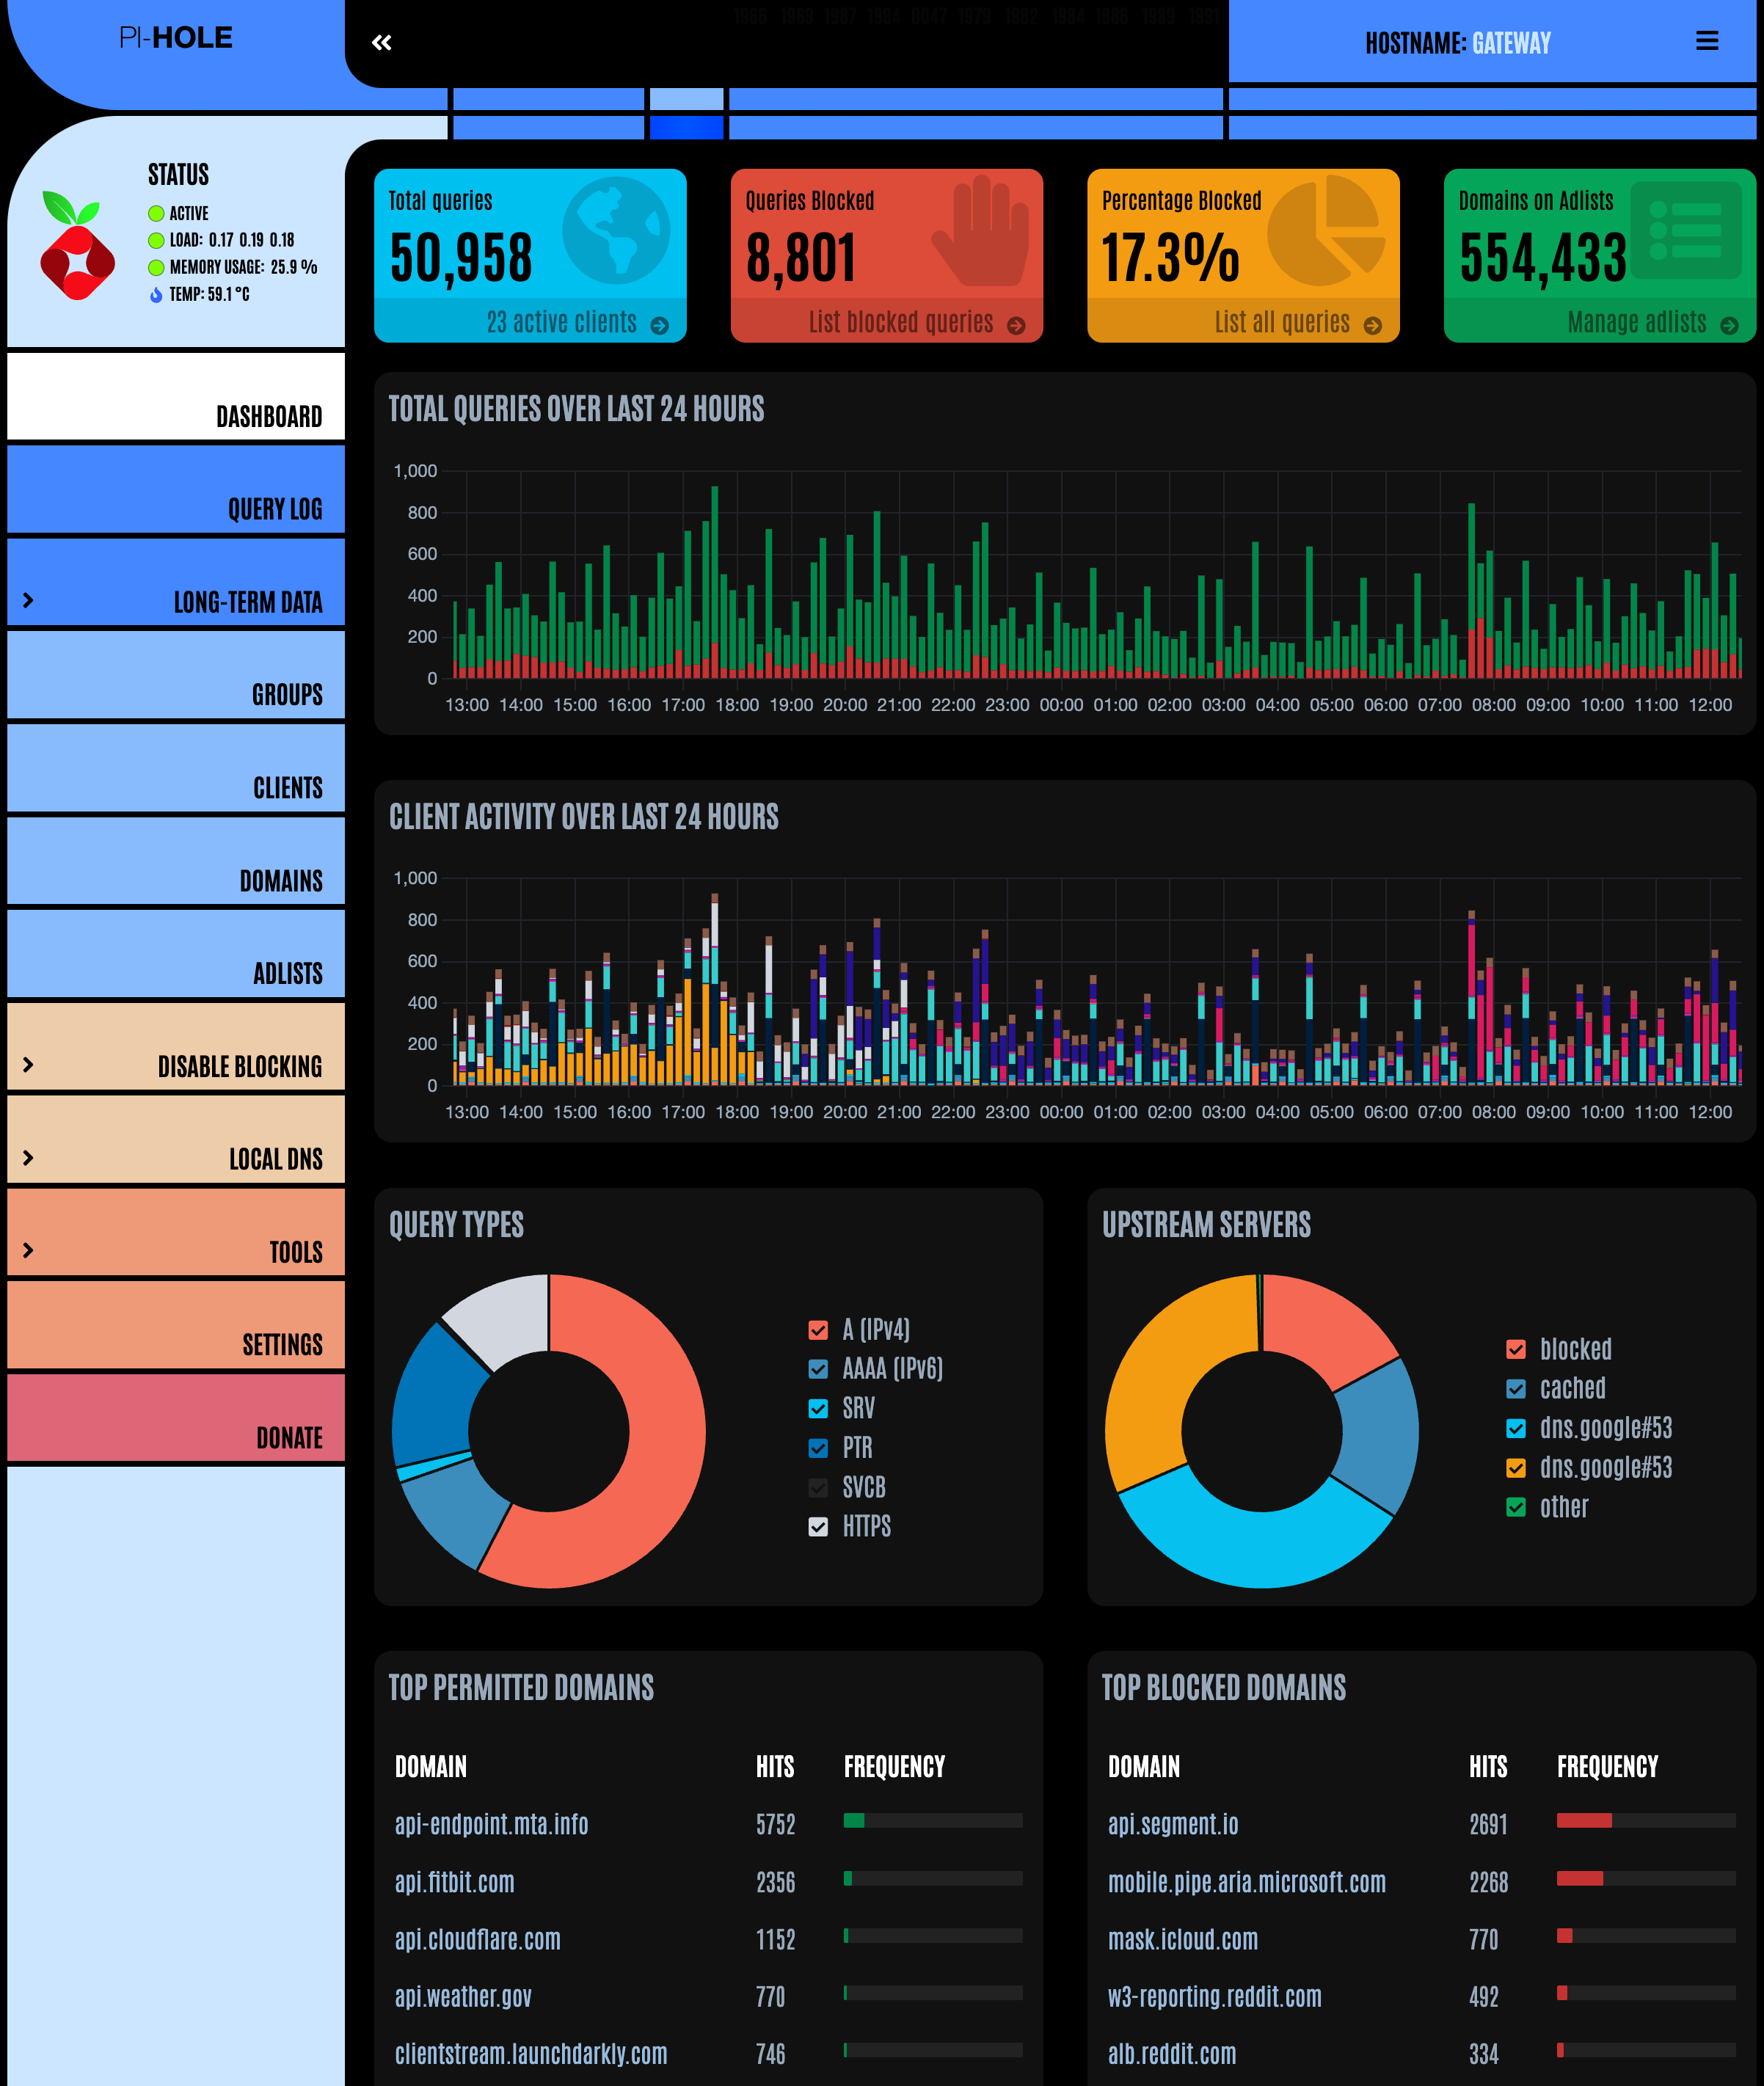 PI-HOLE
1966 1969 1987 1994 0047 1979 1982 1984 1986 1989 1991
HOSTNAME: GATEWAY
STATUS
ACTIVE
LOAD: 0.17 0.19 0.18
MEMORY USAGE: 25.9 %
TEMP: 59.1 °C
DASHBOARD
QUERY LOG
LONG-TERM DATA
GROUPS
CLIENTS
DOMAINS
ADLISTS
DISABLE BLOCKING
LOCAL DNS
TOOLS
SETTINGS
DONATE
Total queries
50,958
23 active clients
Queries Blocked
8,801
List blocked queries
Percentage Blocked
17.3%
List all queries
Domains on Adlists
554,433
Manage adlists
TOTAL QUERIES OVER LAST 24 HOURS
1,000
800
600
400
200
0
13:00 14:00 15:00 16:00 17:00 18:00 19:00 20:00 21:00 22:00 23:00 00:00 01:00 02:00 03:00 04:00 05:00 06:00 07:00 08:00 09:00 10:00 11:00 12:00
CLIENT ACTIVITY OVER LAST 24 HOURS
1,000
800
600
400
200
0
13:00 14:00 15:00 16:00 17:00 18:00 19:00 20:00 21:00 22:00 23:00 00:00 01:00 02:00 03:00 04:00 05:00 06:00 07:00 08:00 09:00 10:00 11:00 12:00
QUERY TYPES
A (IPv4)
AAAA (IPv6)
SRV
PTR
SVCB
HTTPS
UPSTREAM SERVERS
blocked
cached
dns.google#53
dns.google#53
other
TOP PERMITTED DOMAINS
DOMAIN HITS FREQUENCY
api-endpoint.mta.info 5752
api.fitbit.com 2356
api.cloudflare.com 1152
api.weather.gov 770
clientstream.launchdarkly.com 746
TOP BLOCKED DOMAINS
DOMAIN HITS FREQUENCY
api.segment.io 2691
mobile.pipe.aria.microsoft.com 2268
mask.icloud.com 770
w3-reporting.reddit.com 492
alb.reddit.com 334